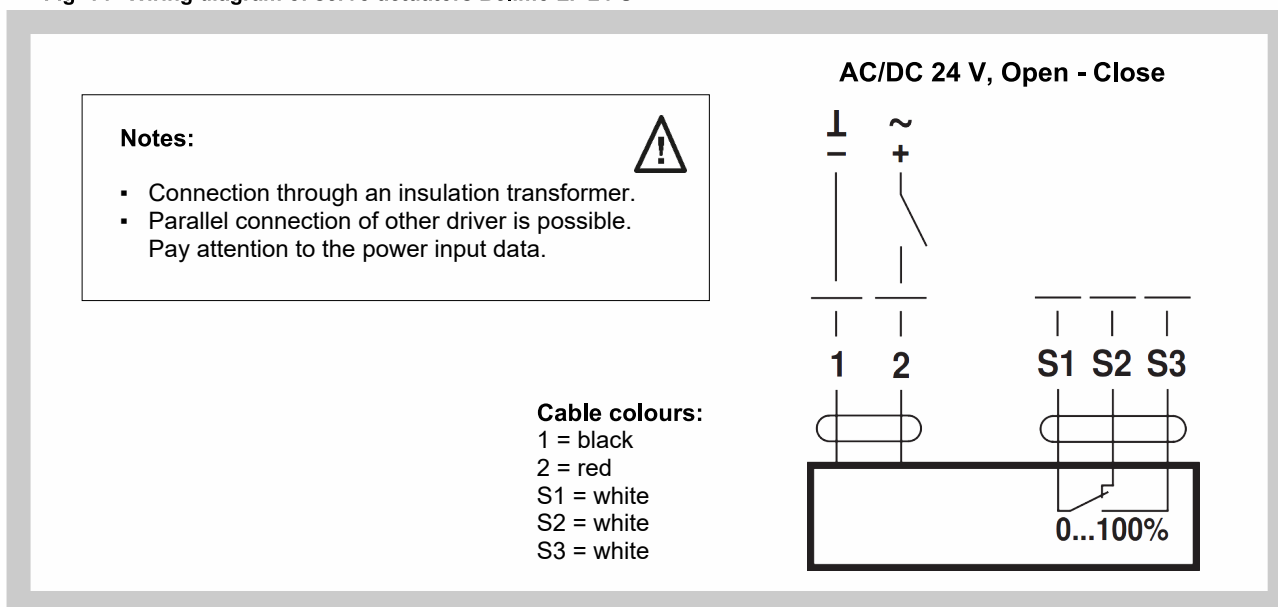 AC/DC 24 V, Open - Close
Notes:
▪ Connection through an insulation transformer.
▪ Parallel connection of other driver is possible.
Pay attention to the power input data.
⊥ ~
− +
1 2 S1 S2 S3
Cable colours:
1 = black
2 = red
S1 = white
S2 = white
S3 = white
0...100%